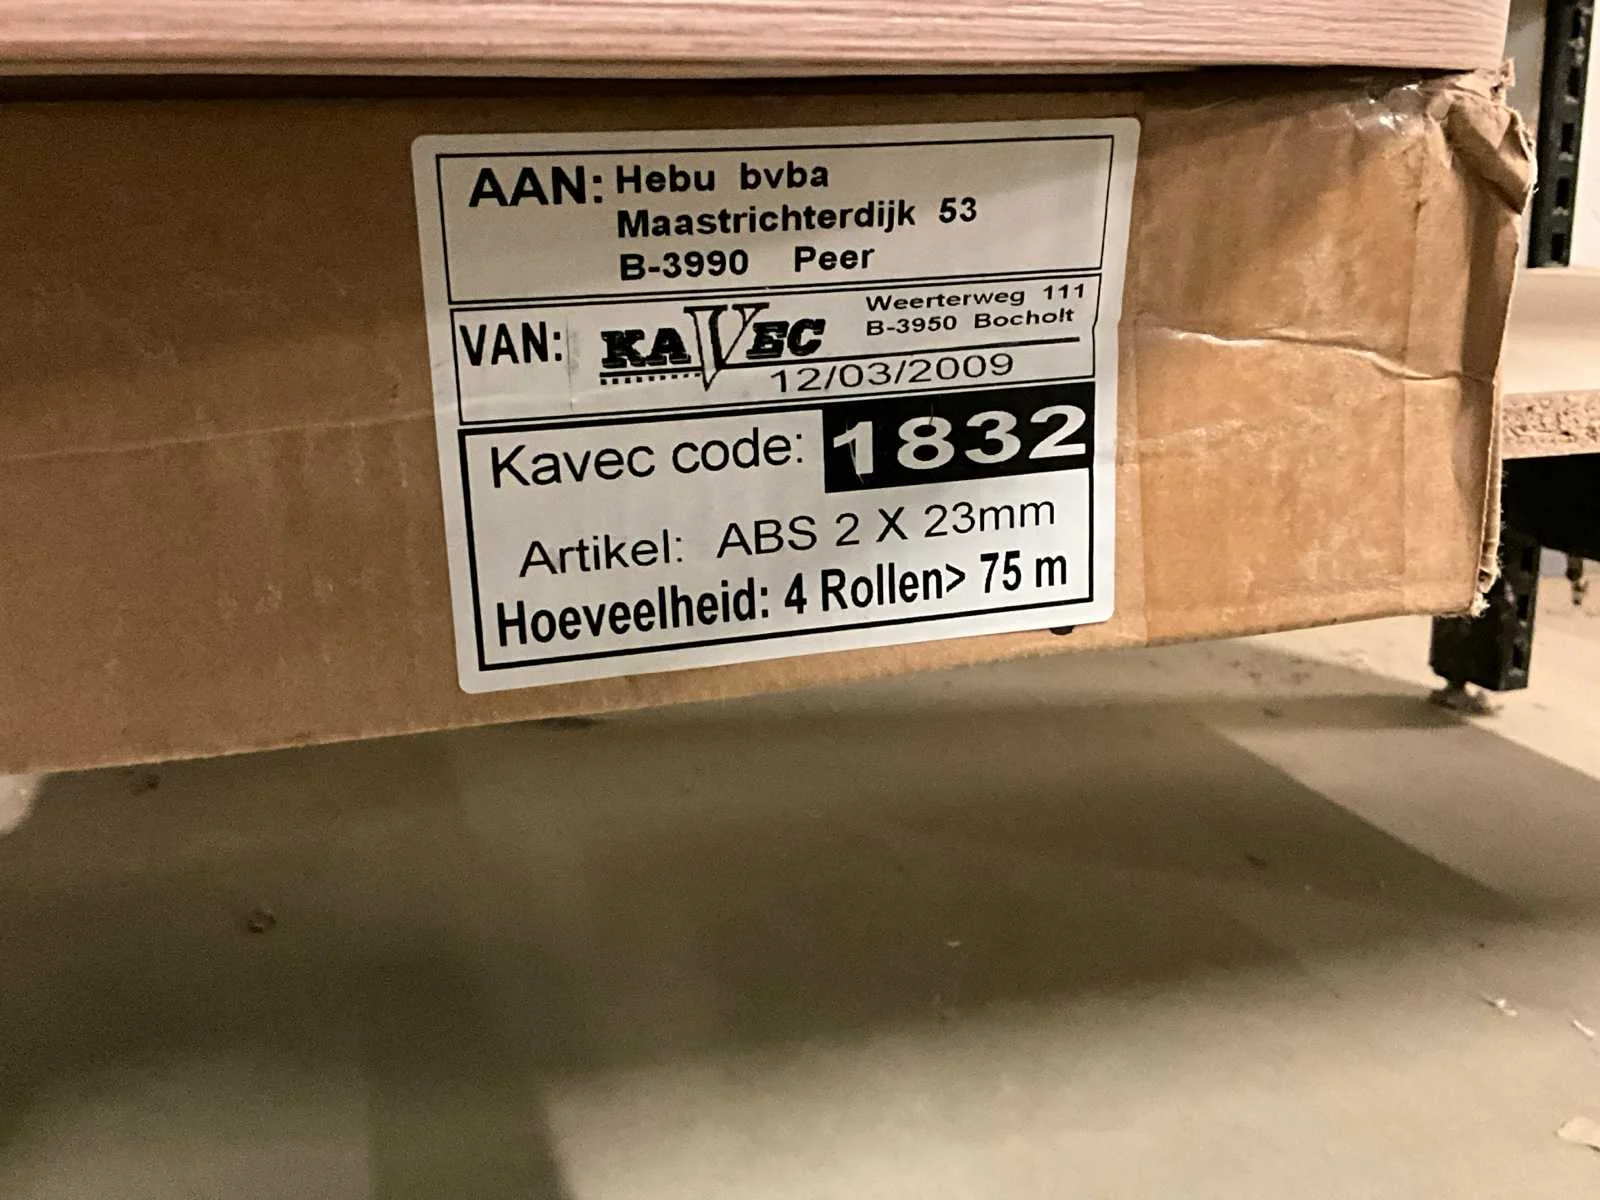 AAN: Hebu bvba
Maastrichterdijk 53
B-3990 Peer
VAN: KAVEC
Weerterweg 111
B-3950 Bocholt
12/03/2009
Kavec code: 1832
Artikel: ABS 2 X 23mm
Hoeveelheid: 4 Rollen> 75 m